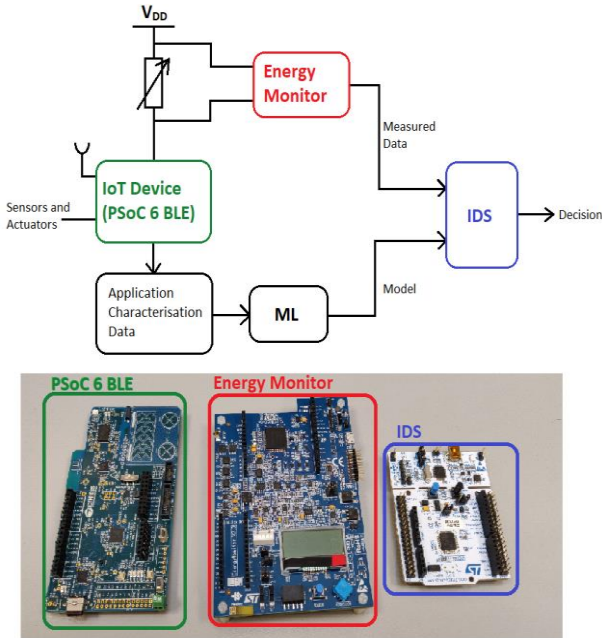 VDD
Energy
Monitor
Measured
Data
IoT Device
(PSoC 6 BLE)
Sensors and
Actuators
IDS
Decision
Application
Characterisation
Data
ML
Model
PSoC 6 BLE
Energy Monitor
IDS